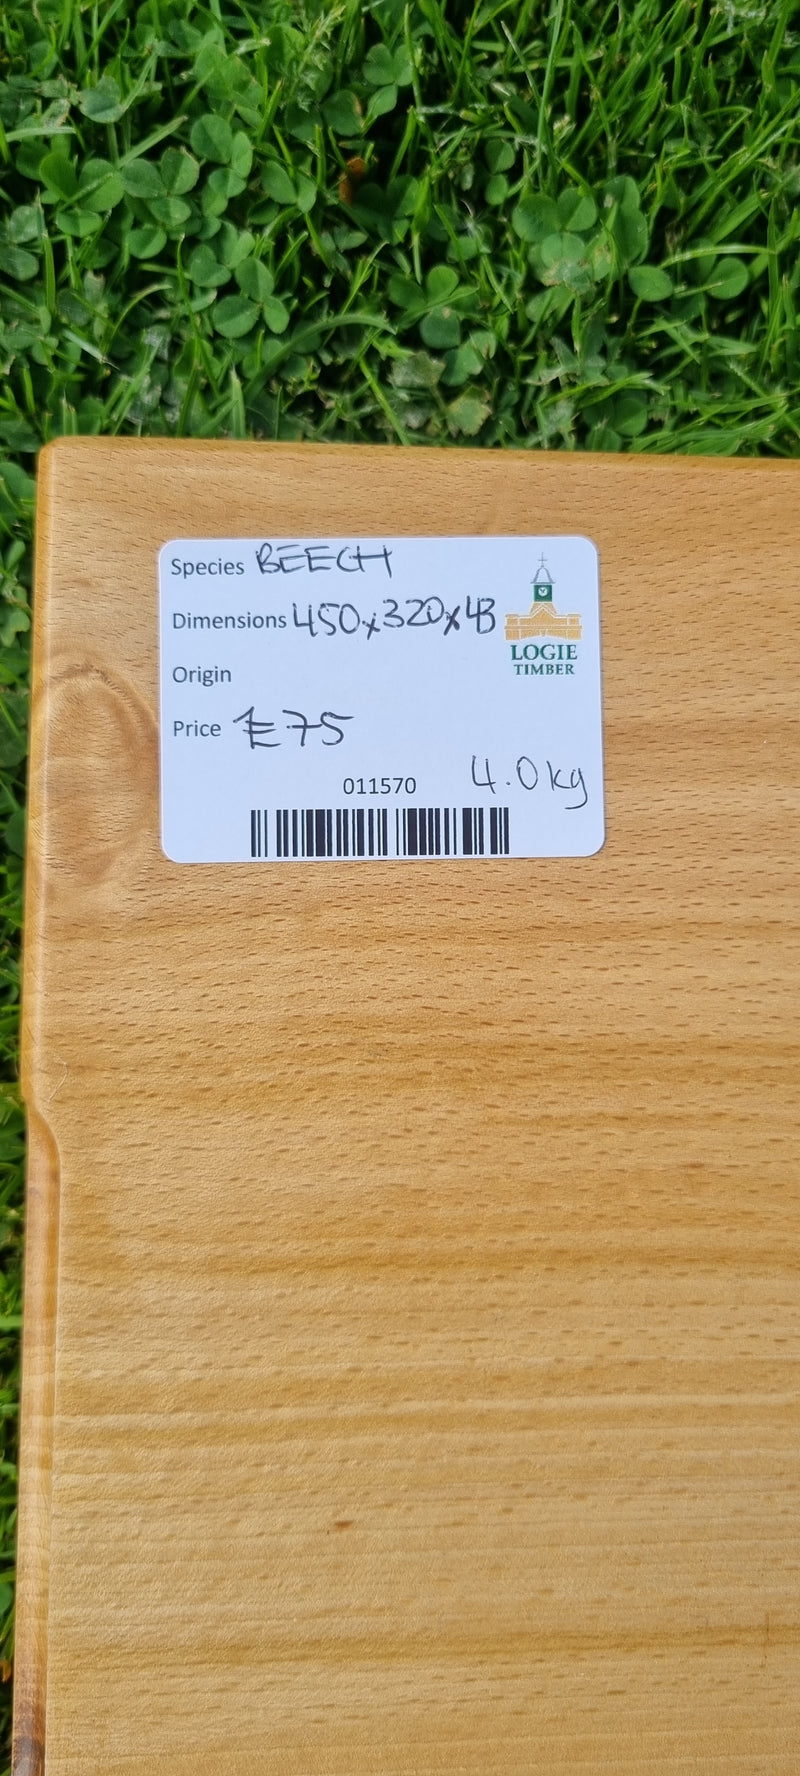 Species BEECH
Dimensions 450x320x43
LOGIE
TIMBER
Origin
Price £75
4.0kg
011570